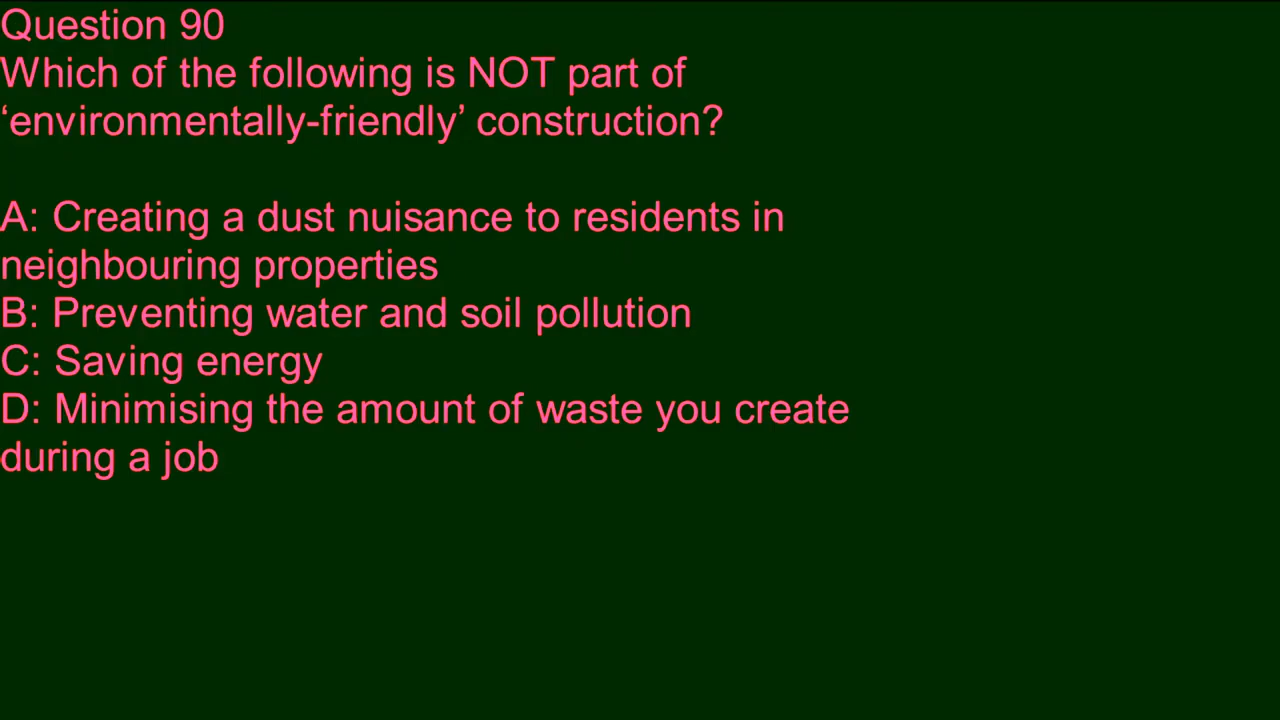 Question 90
Which of the following is NOT part of
‘environmentally-friendly’ construction?
A: Creating a dust nuisance to residents in
neighbouring properties
B: Preventing water and soil pollution
C: Saving energy
D: Minimising the amount of waste you create
during a job